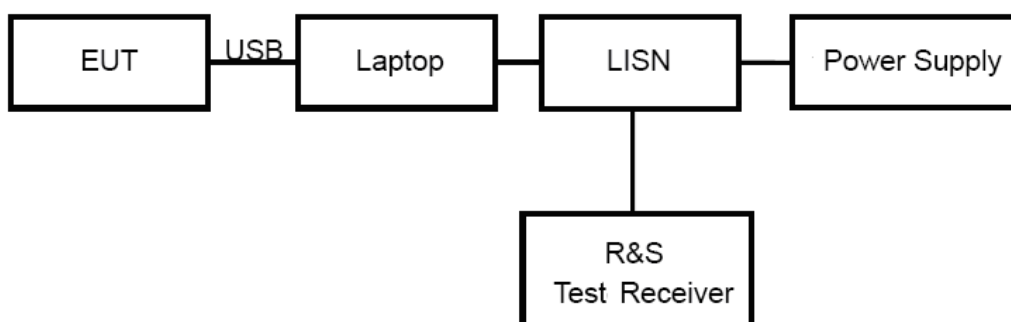 EUT
USB
Laptop
LISN
Power Supply
R&S
Test Receiver